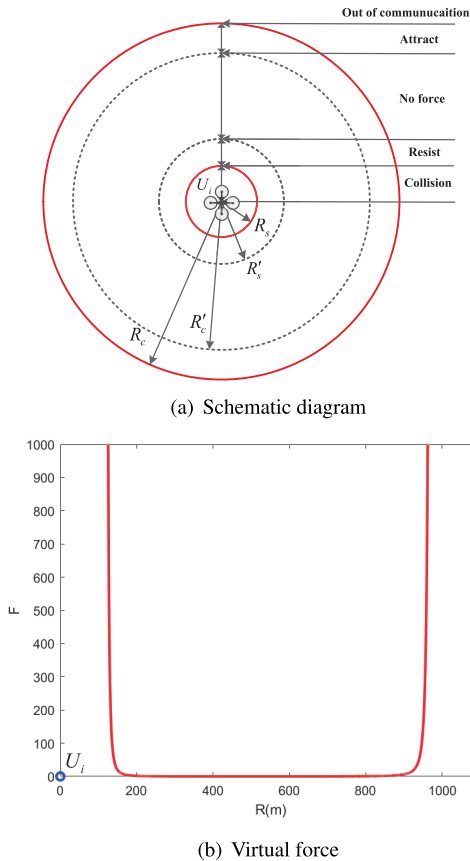 Out of communucaition
Attract
No force
Resist
Collision
U_i
R_s
R'_s
R'_c
R_c
(a) Schematic diagram
1000
900
800
700
600
500
400
300
200
100
0
F
U_i
0 200 400 600 800 1000
R(m)
(b) Virtual force